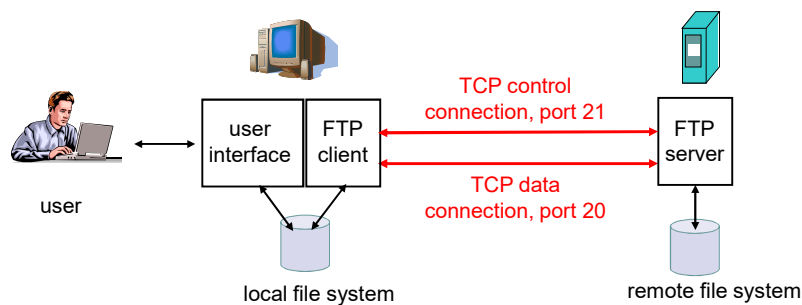 TCP control
connection, port 21
user
interface
FTP
client
FTP
server
TCP data
connection, port 20
user
local file system
remote file system